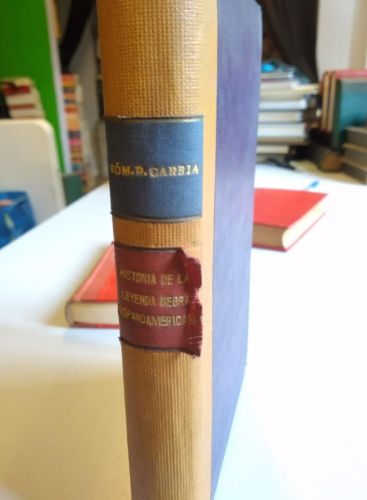 RÓM.D.CARBIA
HISTORIA DE LA
LEYENDA NEGRA
HISPANOAMERICANA